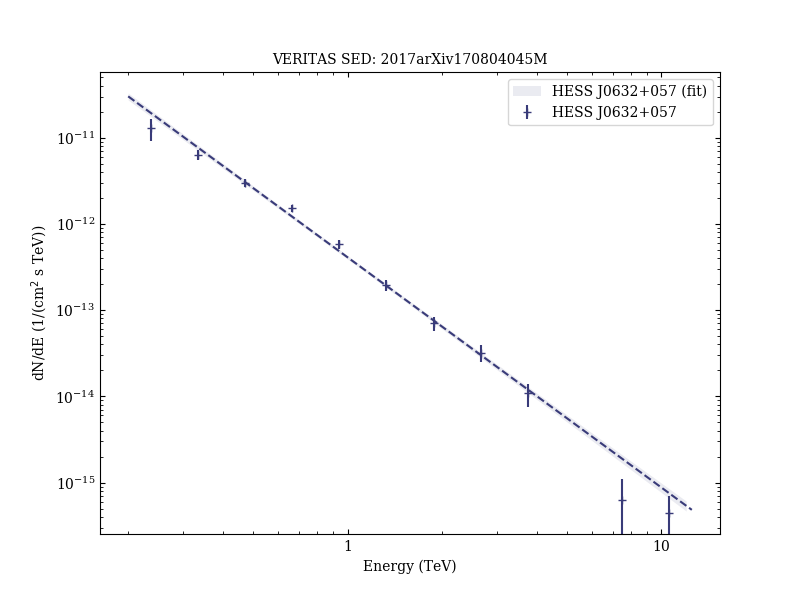 VERITAS SED: 2017arXiv170804045M
HESS J0632+057 (fit)
HESS J0632+057
dN/dE (1/(cm² s TeV))
10⁻¹¹
10⁻¹²
10⁻¹³
10⁻¹⁴
10⁻¹⁵
1
10
Energy (TeV)